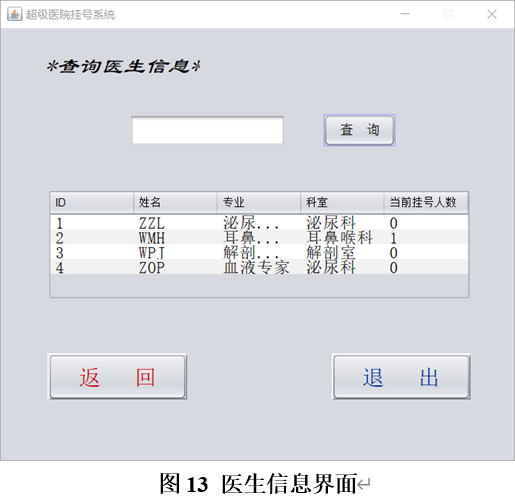 超级医院挂号系统
*查询医生信息*
查 询
ID 姓名 专业 科室 当前挂号人数
1 ZZL 泌尿... 泌尿科 0
2 WMH 耳鼻... 耳鼻喉科 1
3 WPJ 解剖... 解剖室 0
4 ZOP 血液专家 泌尿科 0
返 回 退 出
图 13 医生信息界面